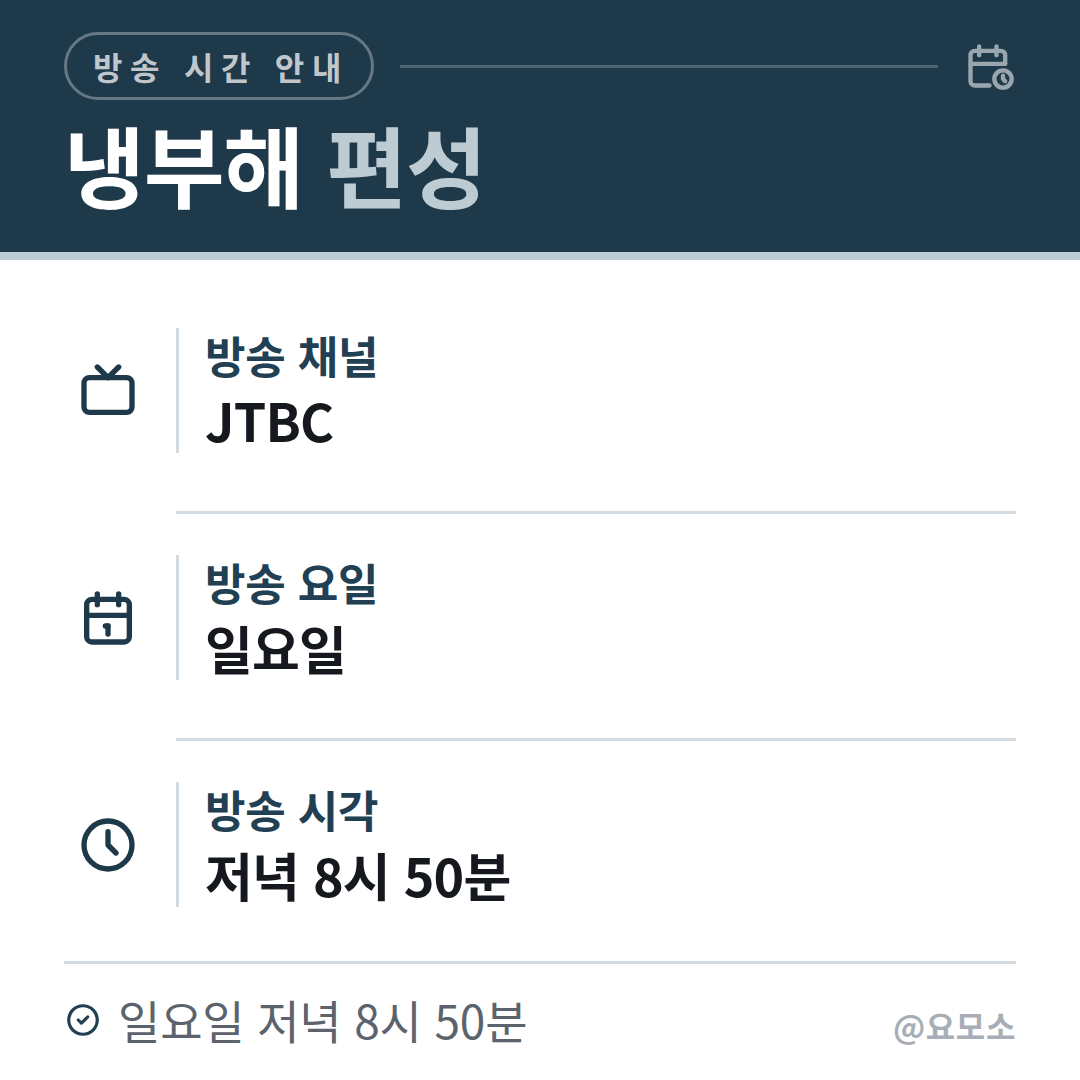 방송 시간 안내
냉부해 편성
방송 채널
JTBC
방송 요일
일요일
방송 시각
저녁 8시 50분
일요일 저녁 8시 50분
@요모소